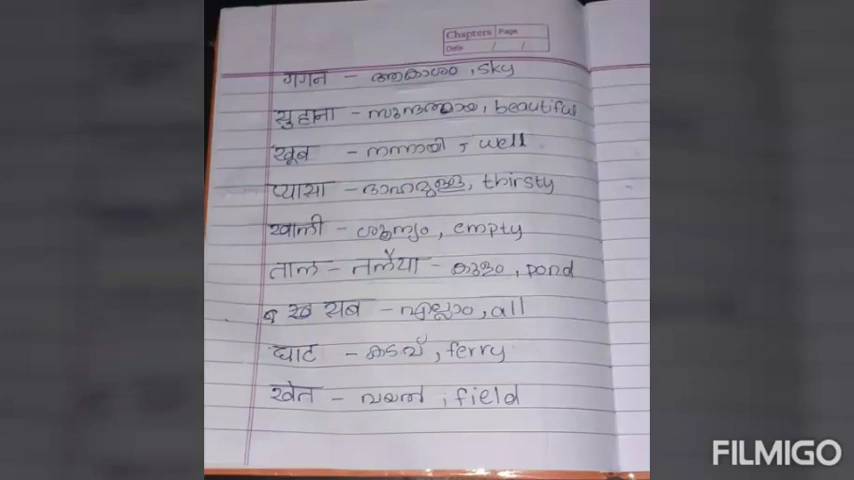 Chapters Page
Date / /
गगन - ആകാശം , sky
सुहाना - സുന്ദരമായ, beautiful
खूब - നന്നായി , well
प्यासा - ദാഹമുള്ള, thirsty
खाली - ശൂന്യം, empty
ताल - तलैया - കുളം , pond
सब - എല്ലാം, all
घाट - കടവ്, ferry
खेत - വയൽ , field
FILMIGO